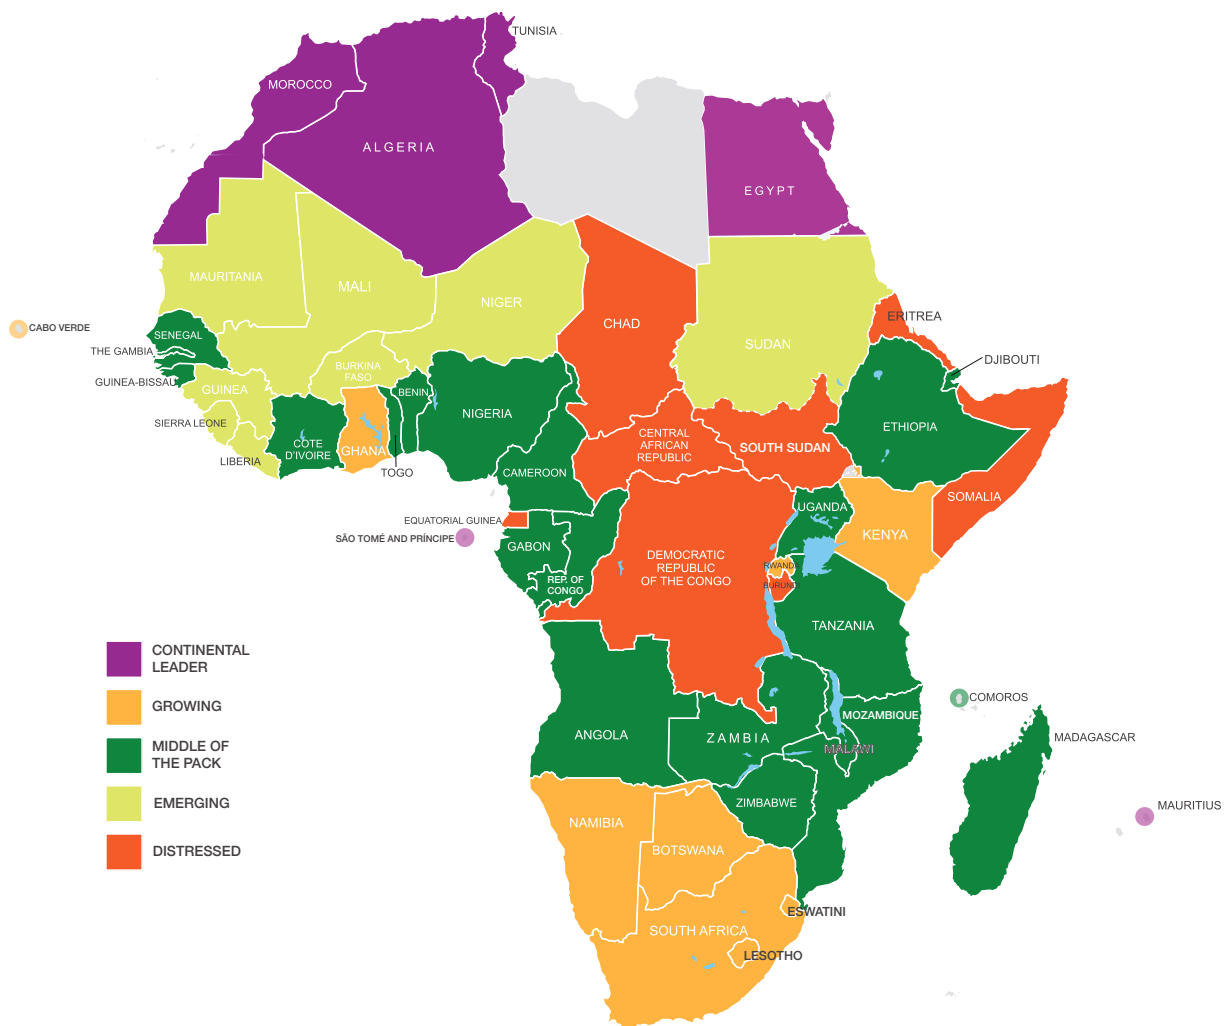 TUNISIA
MOROCCO
ALGERIA
EGYPT
MAURITANIA
MALI
NIGER
CHAD
ERITREA
CABO VERDE
SENEGAL
SUDAN
THE GAMBIA
DJIBOUTI
BURKINA
FASO
GUINEA-BISSAU
GUINEA
BENIN
NIGERIA
SIERRA LEONE
ETHIOPIA
CENTRAL
AFRICAN
REPUBLIC
COTE
D'IVOIRE
GHANA
SOUTH SUDAN
LIBERIA
TOGO
CAMEROON
SOMALIA
UGANDA
EQUATORIAL GUINEA
SÃO TOMÉ AND PRÍNCIPE
KENYA
GABON
DEMOCRATIC
REPUBLIC
OF THE CONGO
RWANDA
REP. OF
CONGO
BURUNDI
TANZANIA
CONTINENTAL
LEADER
COMOROS
GROWING
MOZAMBIQUE
ANGOLA
ZAMBIA
MADAGASCAR
MIDDLE OF
THE PACK
MALAWI
EMERGING
ZIMBABWE
MAURITIUS
NAMIBIA
BOTSWANA
DISTRESSED
ESWATINI
SOUTH AFRICA
LESOTHO